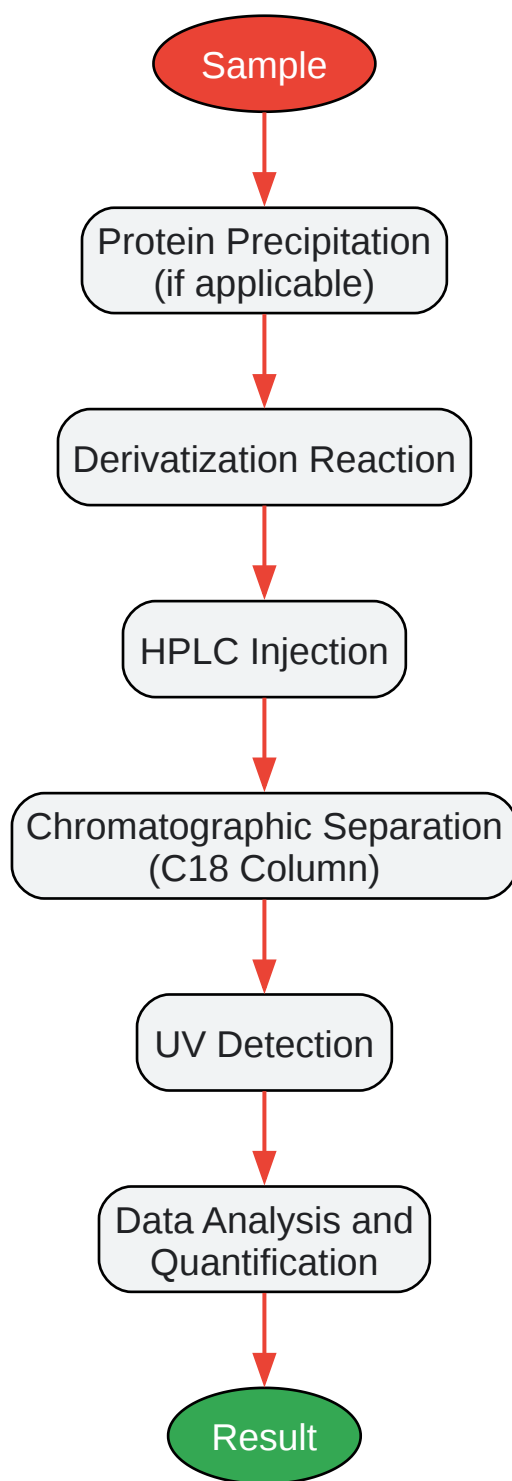 Sample
Protein Precipitation
(if applicable)
Derivatization Reaction
HPLC Injection
Chromatographic Separation
(C18 Column)
UV Detection
Data Analysis and
Quantification
Result